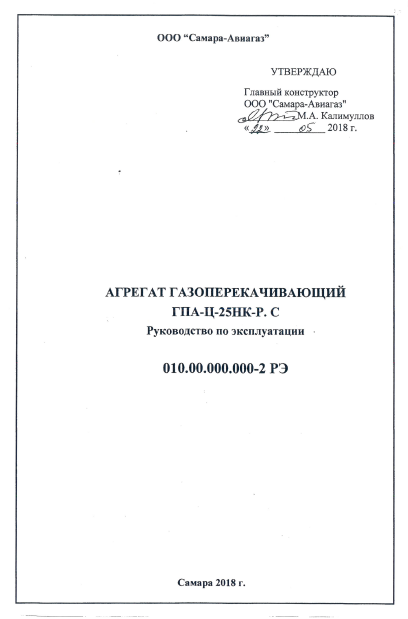 ООО “Самара-Авиагаз”
УТВЕРЖДАЮ
Главный конструктор
ООО "Самара-Авиагаз"
М.А. Калимуллов
«22» 05 2018 г.
АГРЕГАТ ГАЗОПЕРЕКАЧИВАЮЩИЙ
ГПА-Ц-25НК-Р. С
Руководство по эксплуатации
010.00.000.000-2 РЭ
Самара 2018 г.